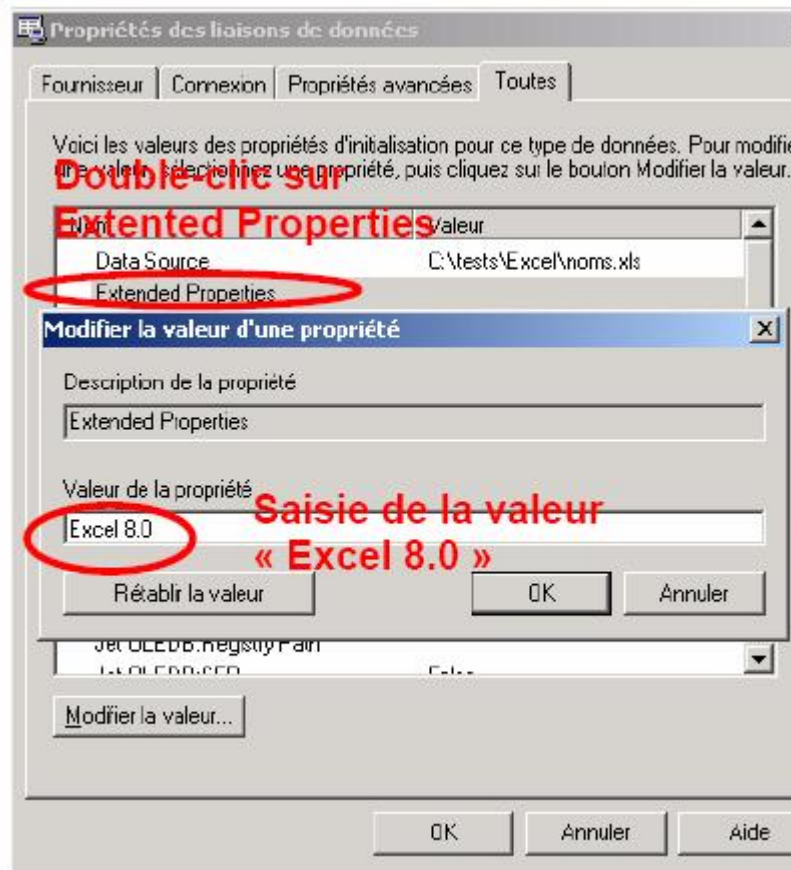 Propriétés des liaisons de données
Fournisseur Connexion Propriétés avancées Toutes
Voici les valeurs des propriétés d'initialisation pour ce type de données. Pour modifie
une valeur, sélectionnez une propriété, puis cliquez sur le bouton Modifier la valeur.
Double-clic sur
Extented Properties
Nom Valeur
Data Source C:\tests\Excel\noms.xls
Extended Properties
Modifier la valeur d'une propriété
Description de la propriété
Extended Properties
Valeur de la propriété
Saisie de la valeur
Excel 8.0
« Excel 8.0 »
Rétablir la valeur OK Annuler
Jet OLEDB:Registry Path
Modifier la valeur...
OK Annuler Aide